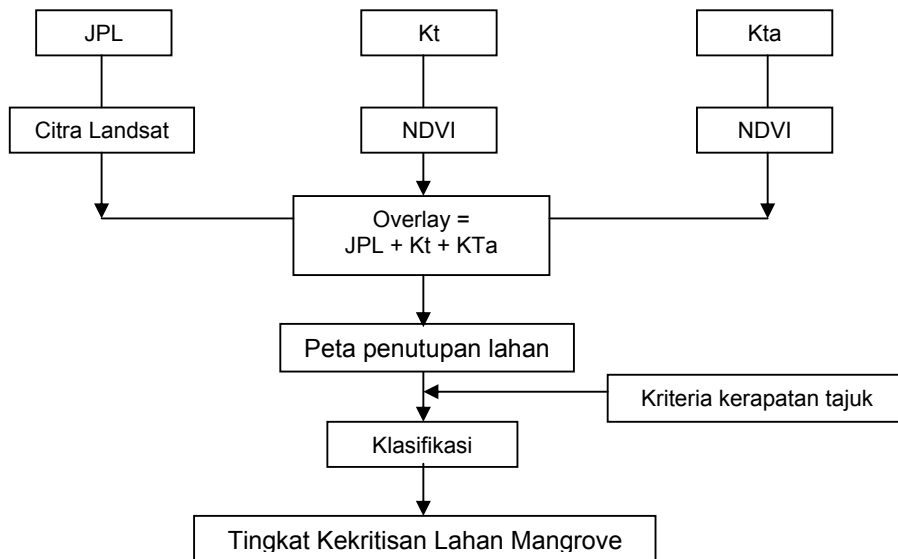 JPL
Kt
Kta
Citra Landsat
NDVI
NDVI
Overlay =
JPL + Kt + KTa
Peta penutupan lahan
Kriteria kerapatan tajuk
Klasifikasi
Tingkat Kekritisan Lahan Mangrove